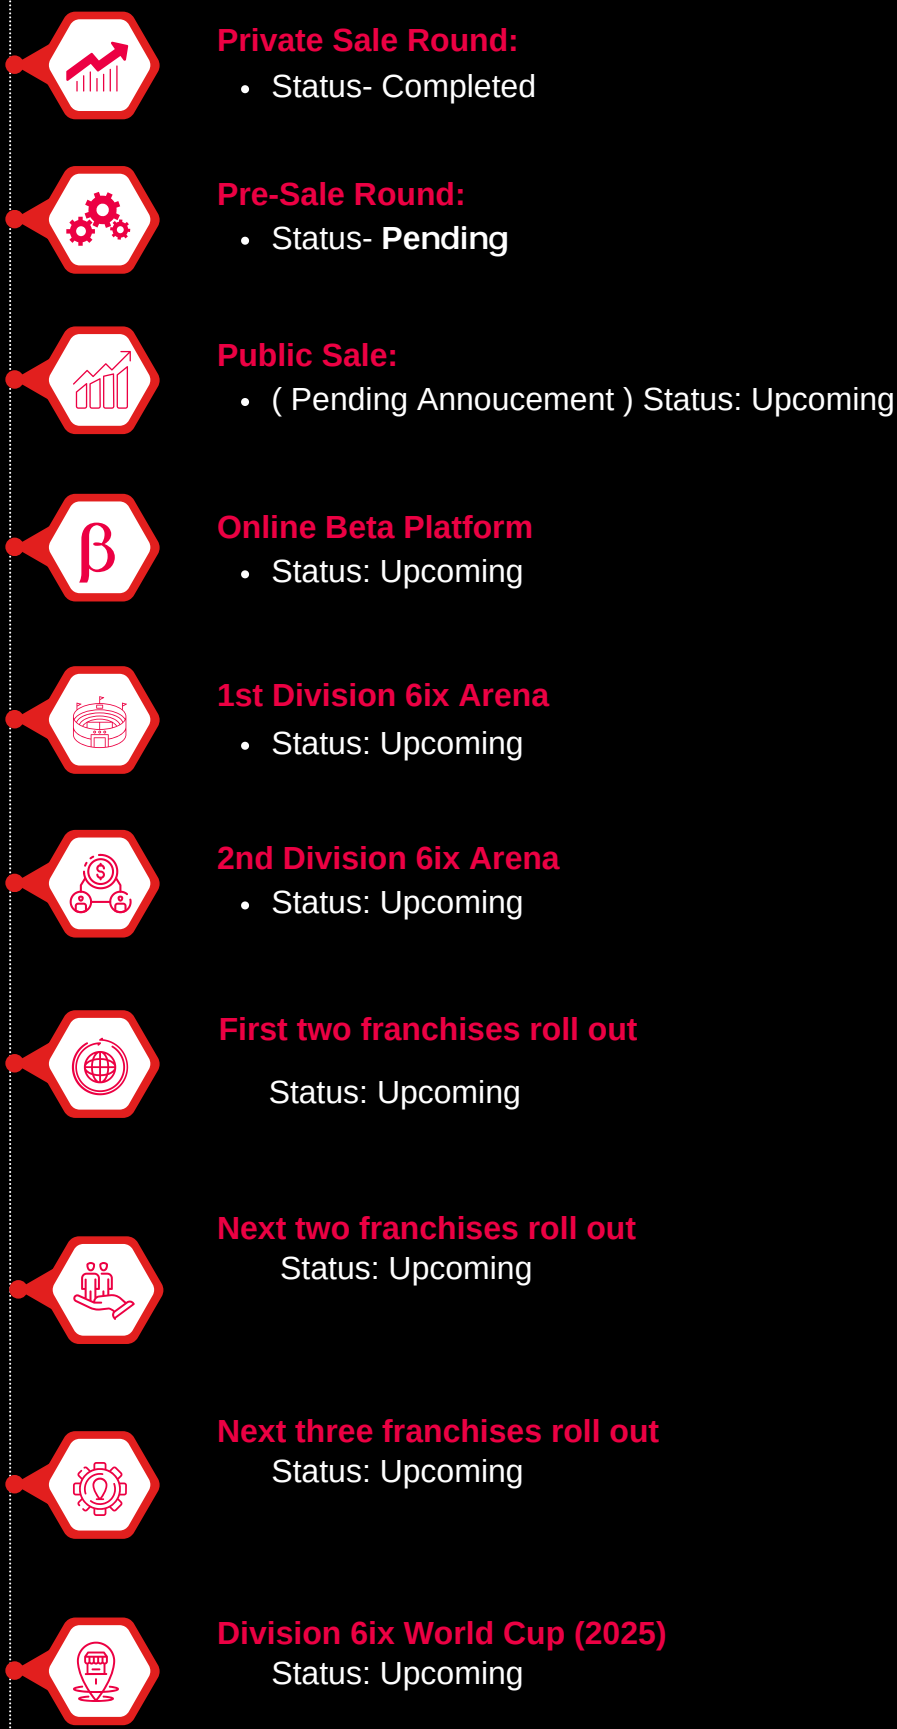 Private Sale Round:
• Status- Completed
Pre-Sale Round:
• Status- Pending
Public Sale:
• ( Pending Annoucement ) Status: Upcoming
β
Online Beta Platform
• Status: Upcoming
1st Division 6ix Arena
• Status: Upcoming
$
2nd Division 6ix Arena
• Status: Upcoming
First two franchises roll out
Status: Upcoming
Next two franchises roll out
Status: Upcoming
Next three franchises roll out
Status: Upcoming
Division 6ix World Cup (2025)
Status: Upcoming